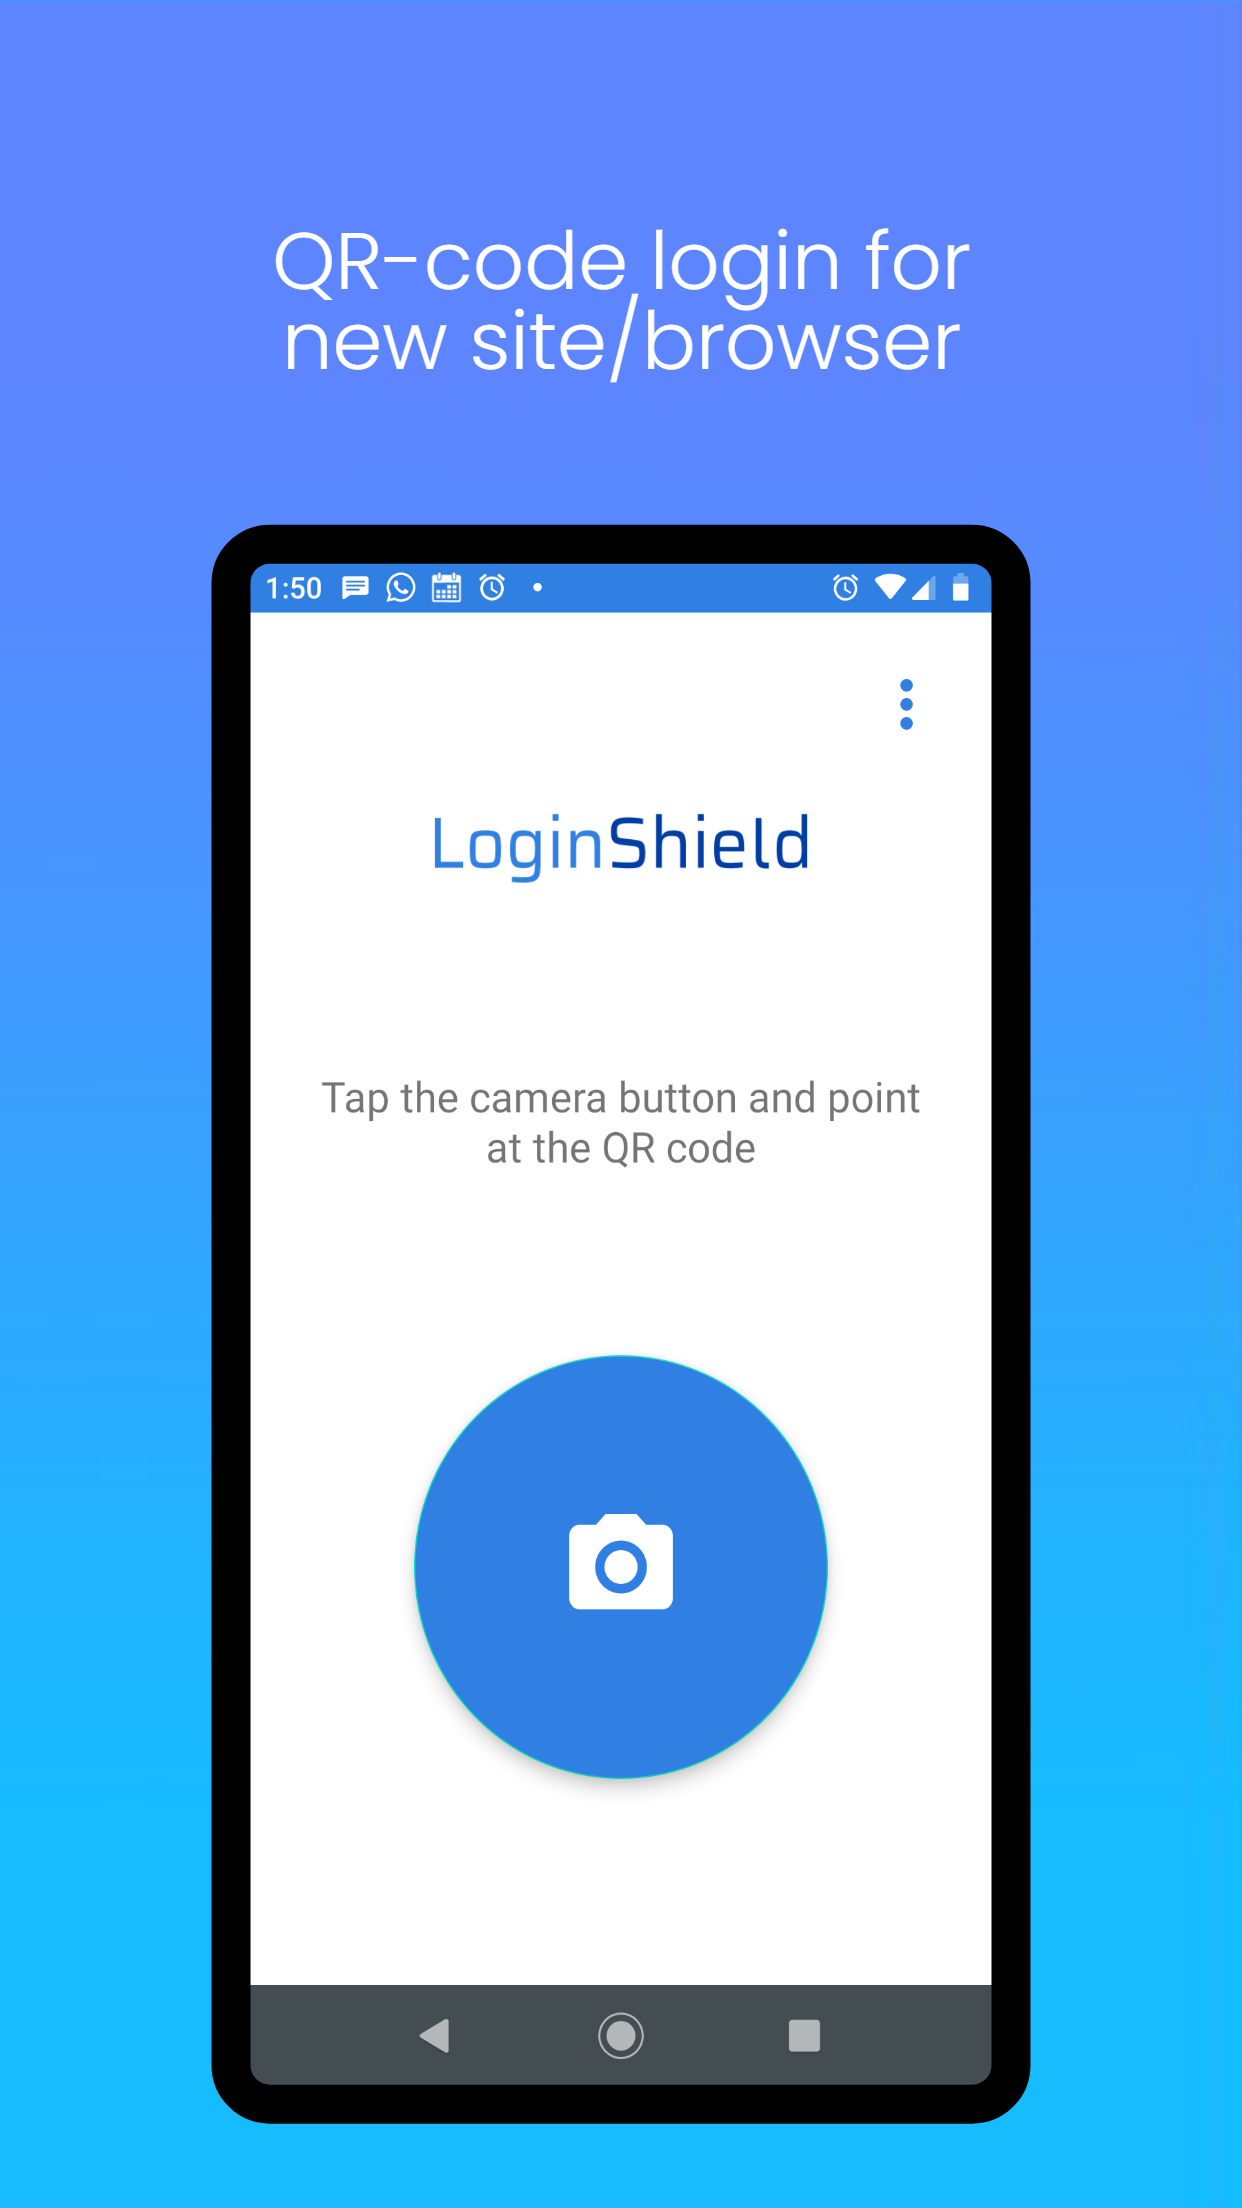 QR-code login for
new site/browser
1:50
LoginShield
Tap the camera button and point
at the QR code